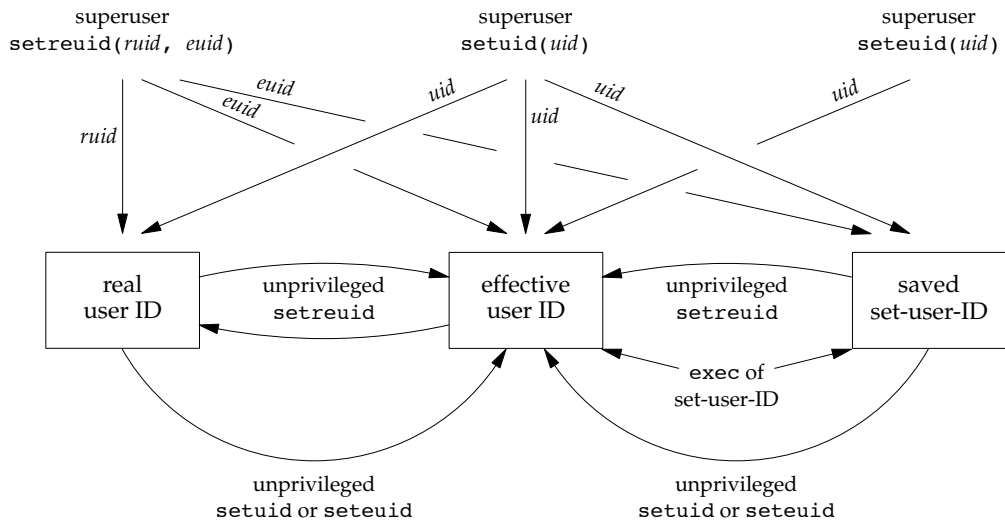 superuser
setreuid(ruid, euid)
superuser
setuid(uid)
superuser
seteuid(uid)
euid
euid
ruid
uid
uid
uid
uid
real
user ID
unprivileged
setreuid
effective
user ID
unprivileged
setreuid
saved
set-user-ID
exec of
set-user-ID
unprivileged
setuid or seteuid
unprivileged
setuid or seteuid